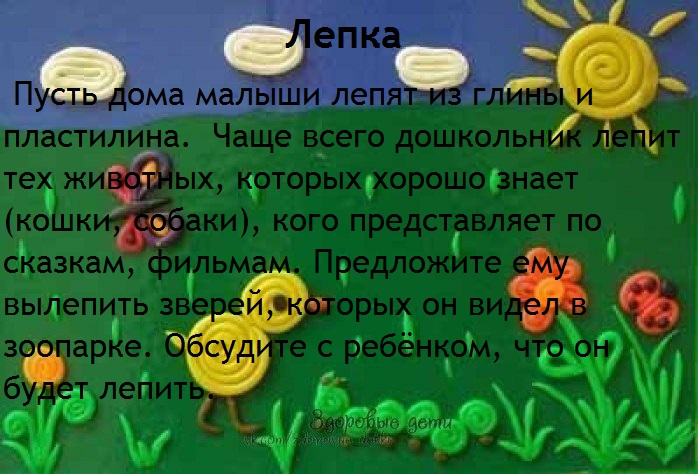 Лепка
Пусть дома малыши лепят из глины и
пластилина. Чаще всего дошкольник лепит
тех животных, которых хорошо знает
(кошки, собаки), кого представляет по
сказкам, фильмам. Предложите ему
вылепить зверей, которых он видел в
зоопарке. Обсудите с ребёнком, что он
будет лепить.
Здоровые дети